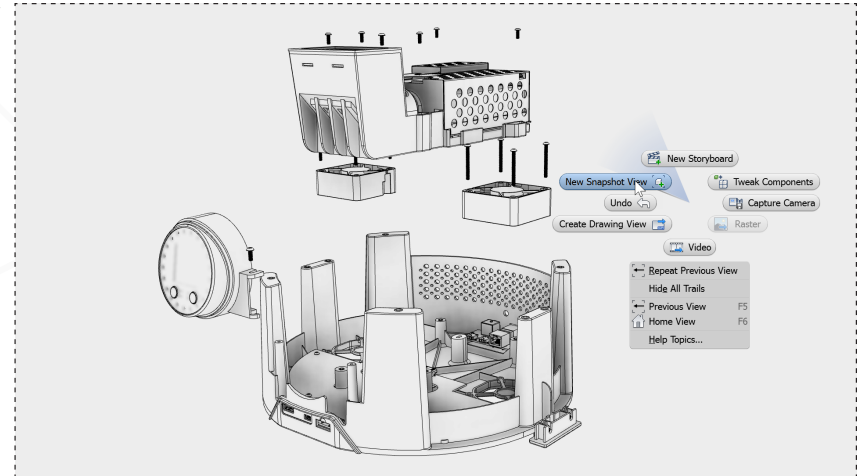 New Storyboard
New Snapshot View
Tweak Components
Undo
Capture Camera
Create Drawing View
Raster
Video
Repeat Previous View
Hide All Trails
Previous View F5
Home View F6
Help Topics...